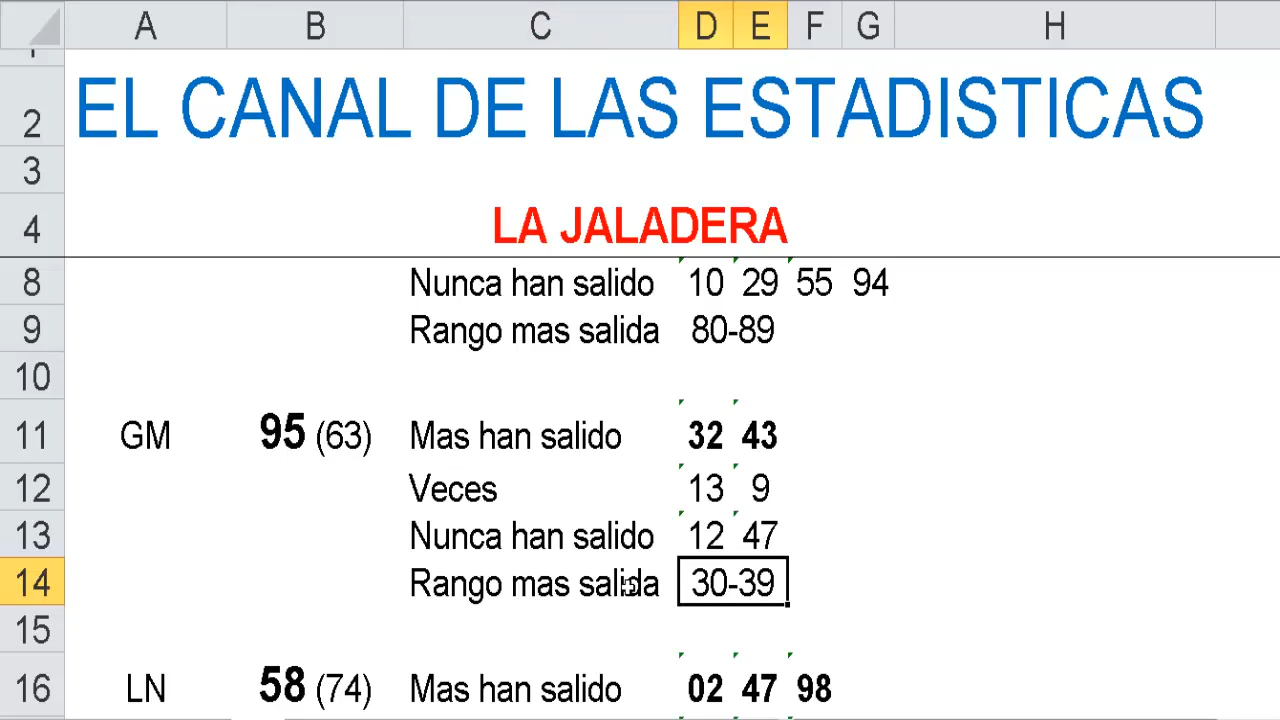 A B C D E F G H
2 EL CANAL DE LAS ESTADISTICAS
3
4 LA JALADERA
8 Nunca han salido 10 29 55 94
9 Rango mas salida 80-89
10
11 GM 95 (63) Mas han salido 32 43
12 Veces 13 9
13 Nunca han salido 12 47
14 Rango mas salida 30-39
15
16 LN 58 (74) Mas han salido 02 47 98